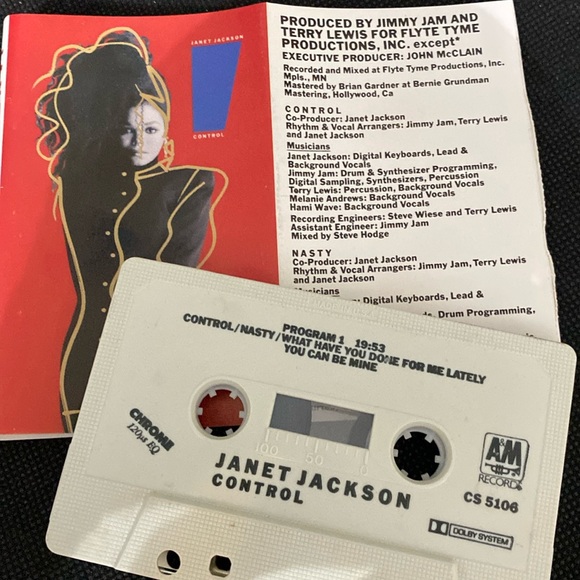 JANET JACKSON
CONTROL
PRODUCED BY JIMMY JAM AND
TERRY LEWIS FOR FLYTE TYME
PRODUCTIONS, INC. except*
EXECUTIVE PRODUCER: JOHN McCLAIN
Recorded and Mixed at Flyte Tyme Productions, Inc.
Mpls., MN
Mastered by Brian Gardner at Bernie Grundman
Mastering, Hollywood, Ca
CONTROL
Co-Producer: Janet Jackson
Rhythm & Vocal Arrangers: Jimmy Jam, Terry Lewis
and Janet Jackson
Musicians
Janet Jackson: Digital Keyboards, Lead &
Background Vocals
Jimmy Jam: Drum & Synthesizer Programming,
Digital Sampling, Synthesizers, Percussion
Terry Lewis: Percussion, Background Vocals
Melanie Andrews: Background Vocals
Hami Wave: Background Vocals
Recording Engineers: Steve Wiese and Terry Lewis
Assistant Engineer: Jimmy Jam
Mixed by Steve Hodge
NASTY
Co-Producer: Janet Jackson
Rhythm & Vocal Arrangers: Jimmy Jam, Terry Lewis
and Janet Jackson
Musicians
Digital Keyboards, Lead &
Drum Programming,
PROGRAM 1 19:53
CONTROL/NASTY/WHAT HAVE YOU DONE FOR ME LATELY
YOU CAN BE MINE
CHROME
120µs EQ
100 50 0
JANET JACKSON
CONTROL
A&M
RECORDS
CS 5106
DOLBY SYSTEM